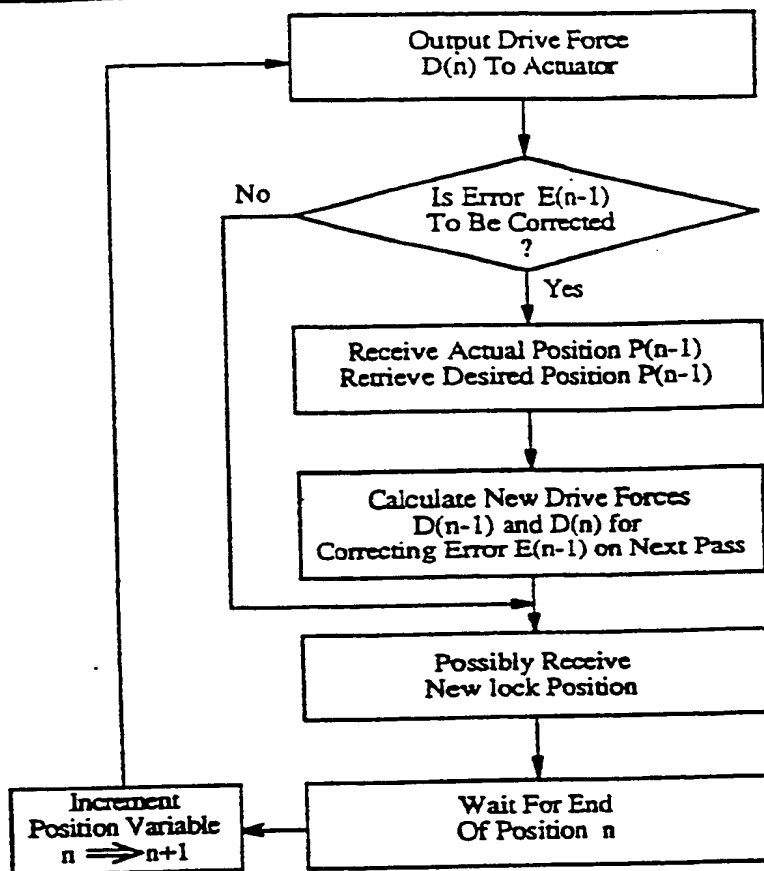 Output Drive Force
D(n) To Actuator
No
Is Error E(n-1)
To Be Corrected
?
Yes
Receive Actual Position P(n-1)
Retrieve Desired Position P(n-1)
Calculate New Drive Forces
D(n-1) and D(n) for
Correcting Error E(n-1) on Next Pass
Possibly Receive
New lock Position
Wait For End
Of Position n
Increment
Position Variable
n ⟹ n+1